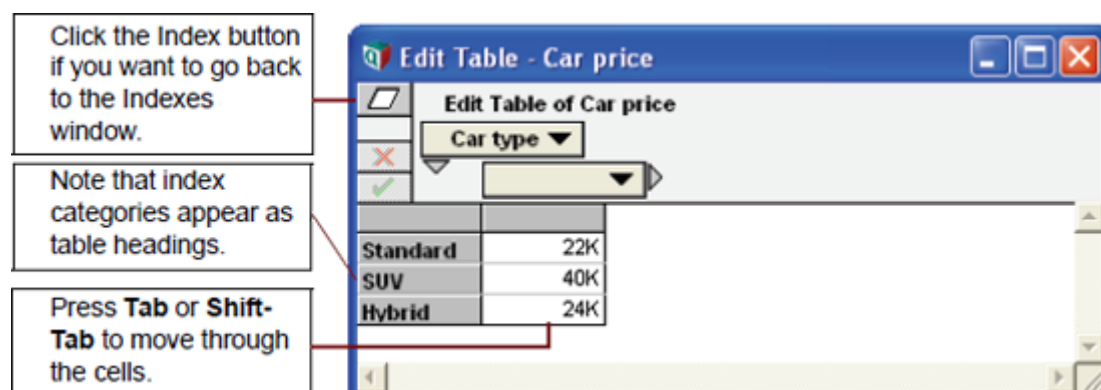 Click the Index button
if you want to go back
to the Indexes
window.
Note that index
categories appear as
table headings.
Press Tab or Shift-
Tab to move through
the cells.
Edit Table - Car price
Edit Table of Car price
Car type
Standard 22K
SUV 40K
Hybrid 24K